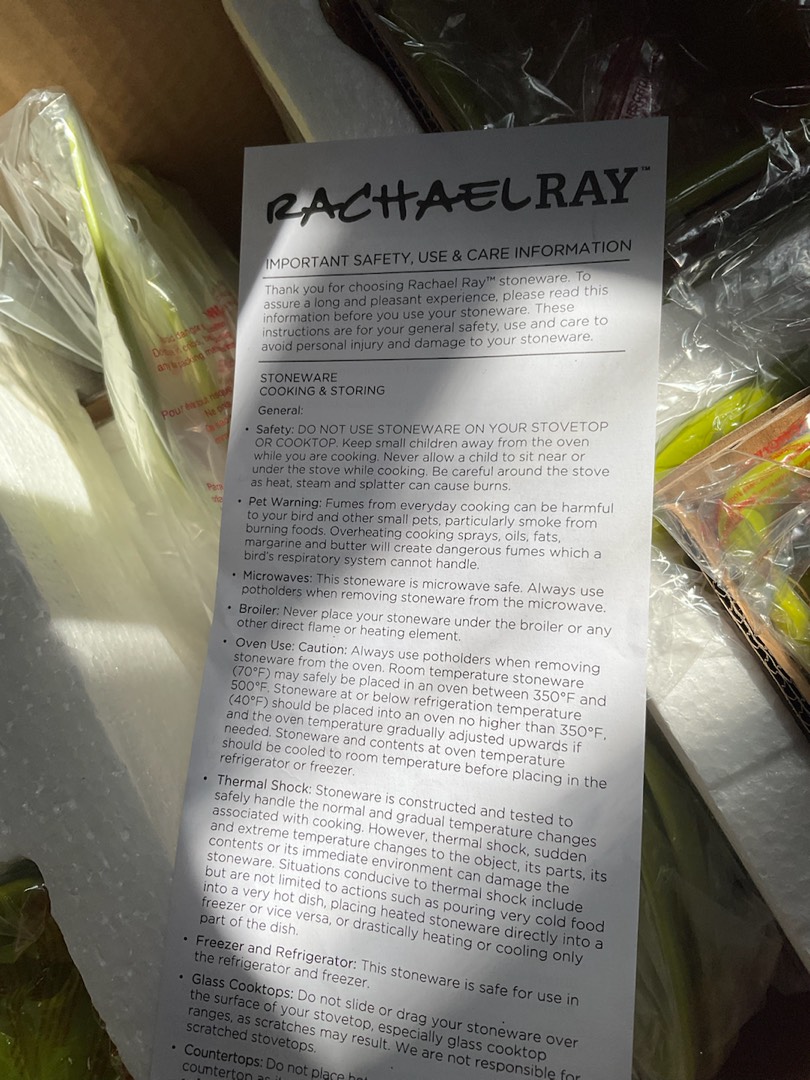 RACHAEL RAY™
IMPORTANT SAFETY, USE & CARE INFORMATION
Thank you for choosing Rachael Ray™ stoneware. To
assure a long and pleasant experience, please read this
information before you use your stoneware. These
instructions are for your general safety, use and care to
avoid personal injury and damage to your stoneware.
STONEWARE
COOKING & STORING
General:
• Safety: DO NOT USE STONEWARE ON YOUR STOVETOP
OR COOKTOP. Keep small children away from the oven
while you are cooking. Never allow a child to sit near or
under the stove while cooking. Be careful around the stove
as heat, steam and splatter can cause burns.
• Pet Warning: Fumes from everyday cooking can be harmful
to your bird and other small pets, particularly smoke from
burning foods. Overheating cooking sprays, oils, fats,
margarine and butter will create dangerous fumes which a
bird's respiratory system cannot handle.
• Microwaves: This stoneware is microwave safe. Always use
potholders when removing stoneware from the microwave.
• Broiler: Never place your stoneware under the broiler or any
other direct flame or heating element.
• Oven Use: Caution: Always use potholders when removing
stoneware from the oven. Room temperature stoneware
(70°F) may safely be placed in an oven between 350°F and
500°F. Stoneware at or below refrigeration temperature
(40°F) should be placed into an oven no higher than 350°F,
and the oven temperature gradually adjusted upwards if
needed. Stoneware and contents at oven temperature
should be cooled to room temperature before placing in the
refrigerator or freezer.
• Thermal Shock: Stoneware is constructed and tested to
safely handle the normal and gradual temperature changes
associated with cooking. However, thermal shock, sudden
and extreme temperature changes to the object, its parts, its
contents or its immediate environment can damage the
stoneware. Situations conducive to thermal shock include
but are not limited to actions such as pouring very cold food
into a very hot dish, placing heated stoneware directly into a
freezer or vice versa, or drastically heating or cooling only
part of the dish.
• Freezer and Refrigerator: This stoneware is safe for use in
the refrigerator and freezer.
• Glass Cooktops: Do not slide or drag your stoneware over
the surface of your stovetop, especially glass cooktop
ranges, as scratches may result. We are not responsible for
scratched stovetops.
• Countertops: Do not place